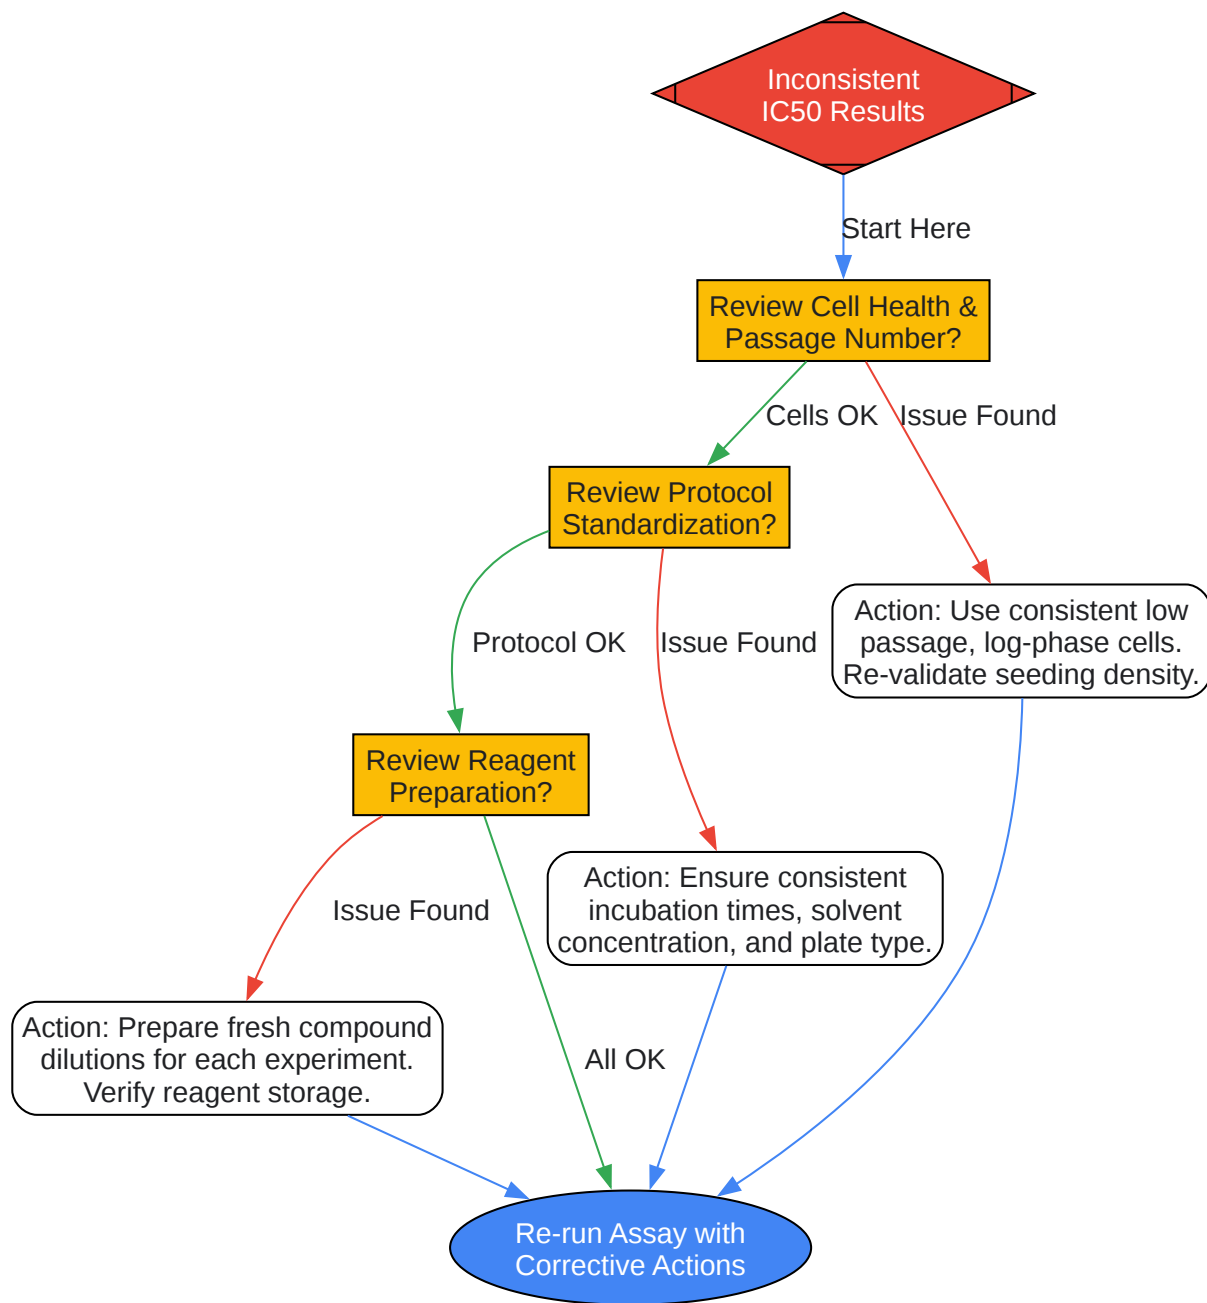 Inconsistent
IC50 Results
Start Here
Review Cell Health &
Passage Number?
Cells OK
Issue Found
Review Protocol
Standardization?
Action: Use consistent low
passage, log-phase cells.
Re-validate seeding density.
Protocol OK
Issue Found
Review Reagent
Preparation?
Action: Ensure consistent
incubation times, solvent
concentration, and plate type.
Issue Found
Action: Prepare fresh compound
dilutions for each experiment.
Verify reagent storage.
All OK
Re-run Assay with
Corrective Actions